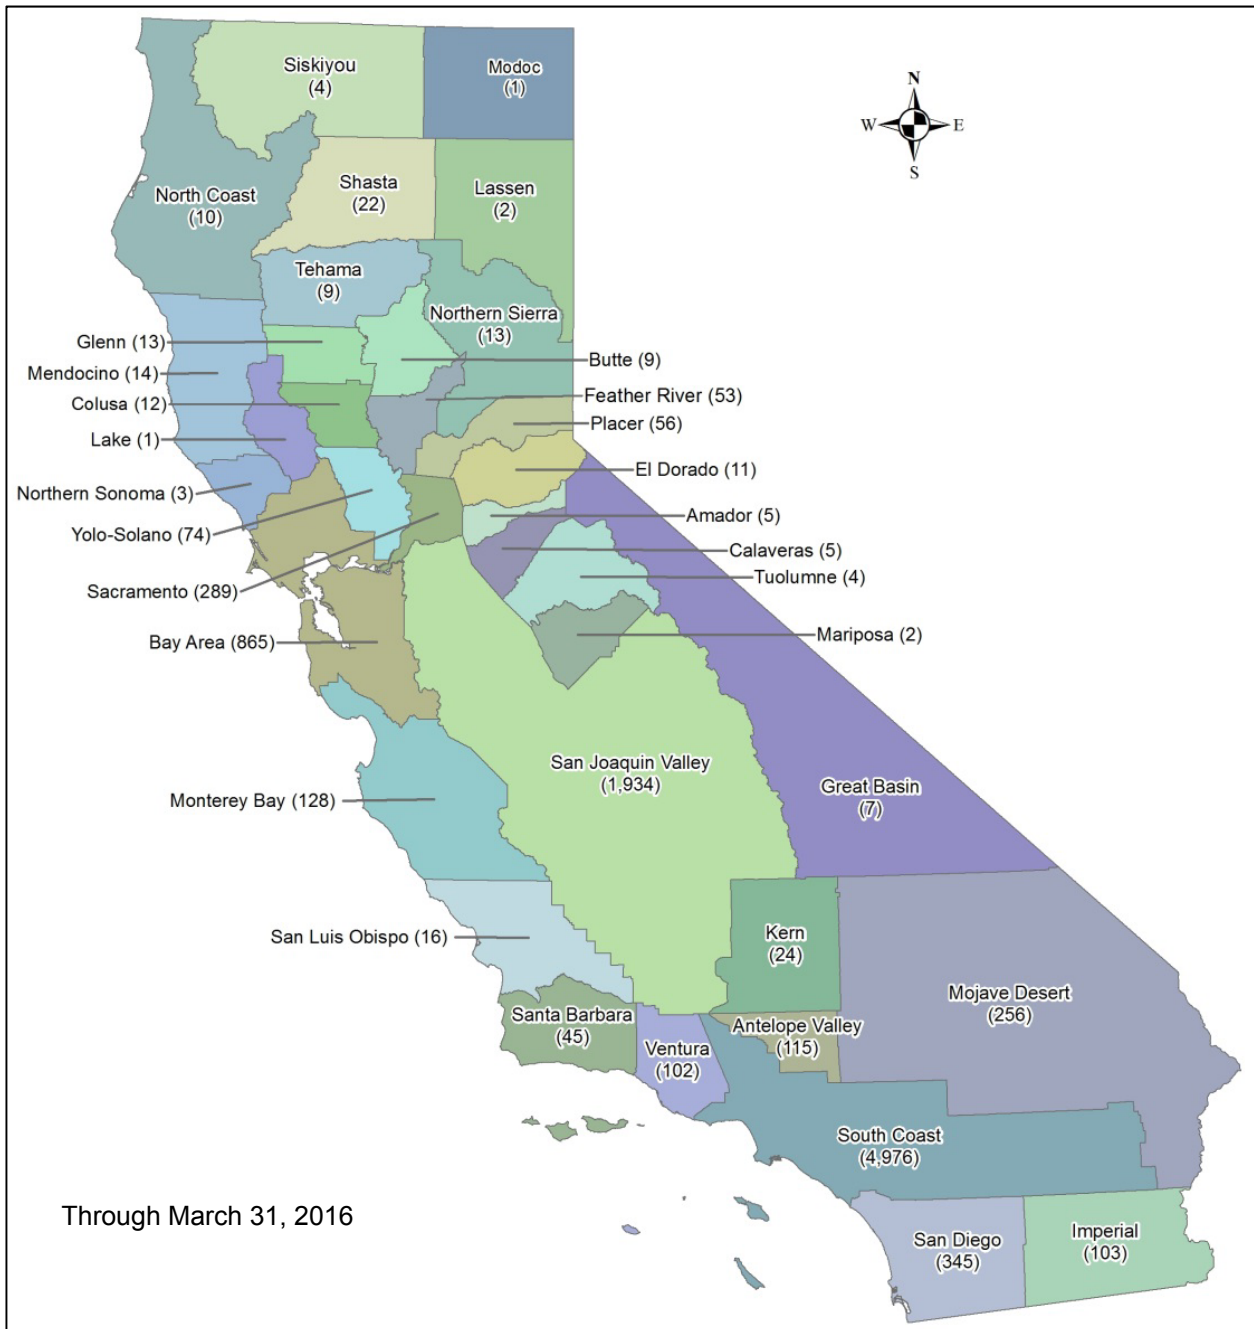 Siskiyou
(4)
Modoc
(1)
N
W
E
S
North Coast
(10)
Shasta
(22)
Lassen
(2)
Tehama
(9)
Northern Sierra
(13)
Glenn (13)
Butte (9)
Mendocino (14)
Feather River (53)
Colusa (12)
Placer (56)
Lake (1)
El Dorado (11)
Northern Sonoma (3)
Amador (5)
Yolo-Solano (74)
Calaveras (5)
Tuolumne (4)
Sacramento (289)
Mariposa (2)
Bay Area (865)
San Joaquin Valley
(1,934)
Great Basin
(7)
Monterey Bay (128)
San Luis Obispo (16)
Kern
(24)
Mojave Desert
(256)
Santa Barbara
(45)
Antelope Valley
(115)
Ventura
(102)
South Coast
(4,976)
Through March 31, 2016
San Diego
(345)
Imperial
(103)